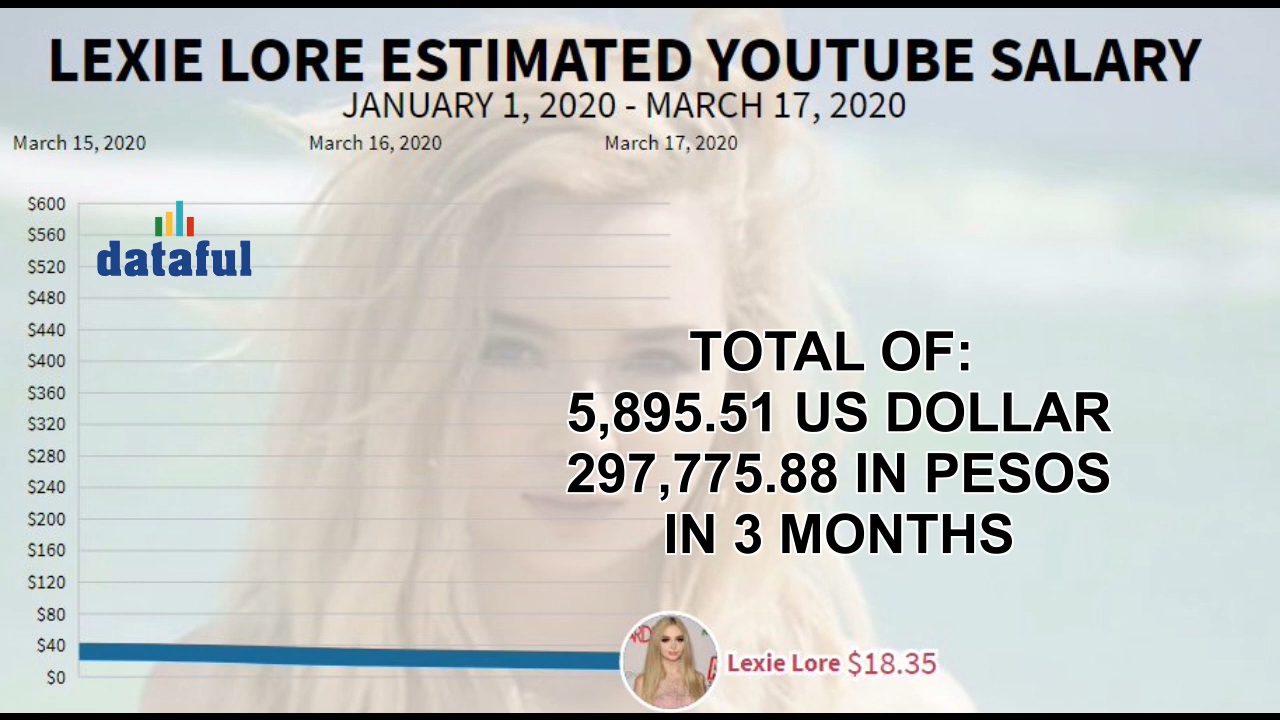 LEXIE LORE ESTIMATED YOUTUBE SALARY
JANUARY 1, 2020 - MARCH 17, 2020
March 15, 2020 March 16, 2020 March 17, 2020
$600
$560
dataful
$520
$480
$440
$400
$360
$320
$280
$240
$200
$160
$120
$80
$40
$0
TOTAL OF:
5,895.51 US DOLLAR
297,775.88 IN PESOS
IN 3 MONTHS
Lexie Lore $18.35